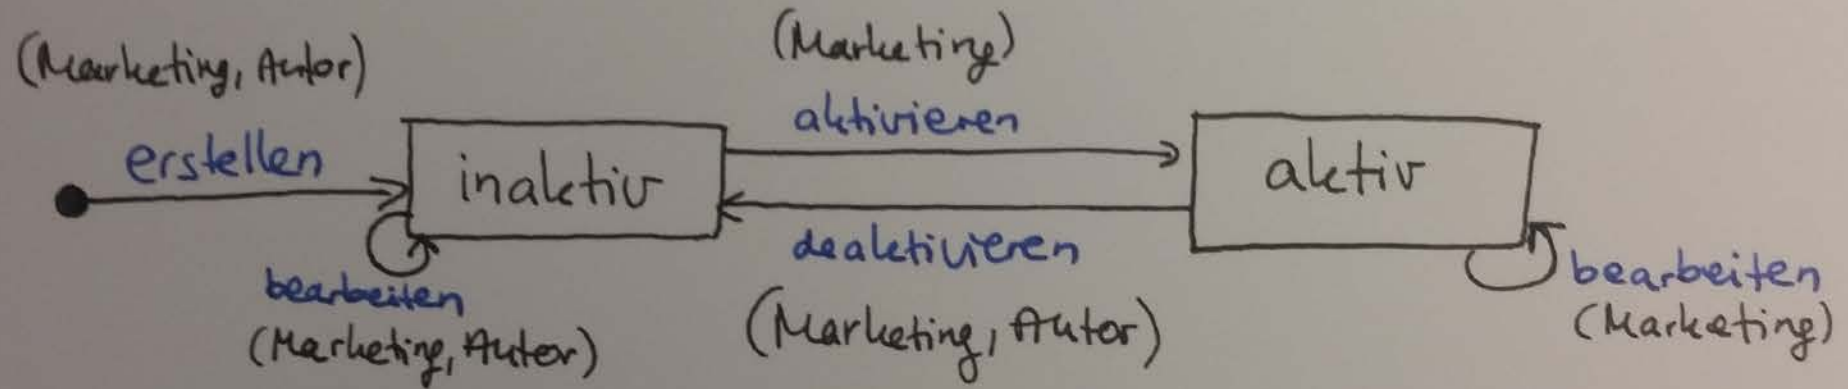 (Marketing, Autor)
erstellen
inaktiv
bearbeiten
(Marketing, Autor)
(Marketing)
aktivieren
deaktivieren
(Marketing, Autor)
aktiv
bearbeiten
(Marketing)